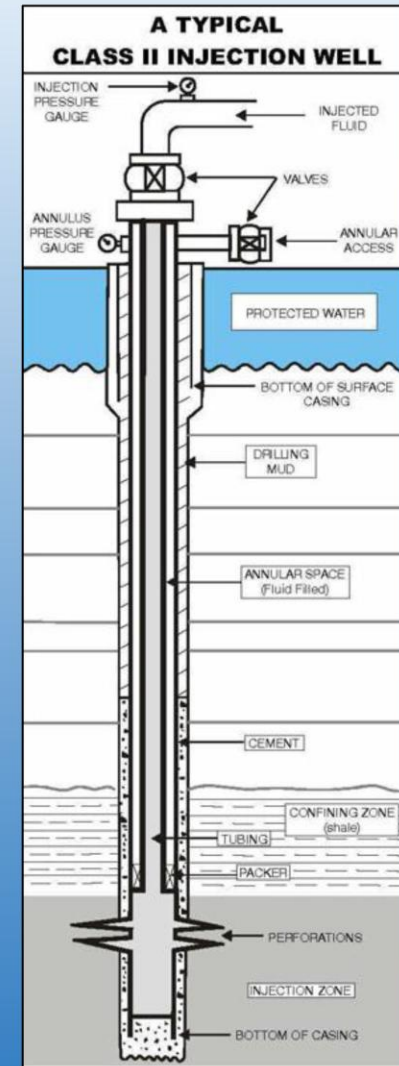 A TYPICAL
CLASS II INJECTION WELL
INJECTION
PRESSURE
GAUGE
INJECTED
FLUID
VALVES
ANNULUS
PRESSURE
GAUGE
ANNULAR
ACCESS
PROTECTED WATER
BOTTOM OF SURFACE
CASING
DRILLING
MUD
ANNULAR SPACE
(Fluid Filled)
CEMENT
CONFINING ZONE
(shale)
TUBING
PACKER
PERFORATIONS
INJECTION ZONE
BOTTOM OF CASING